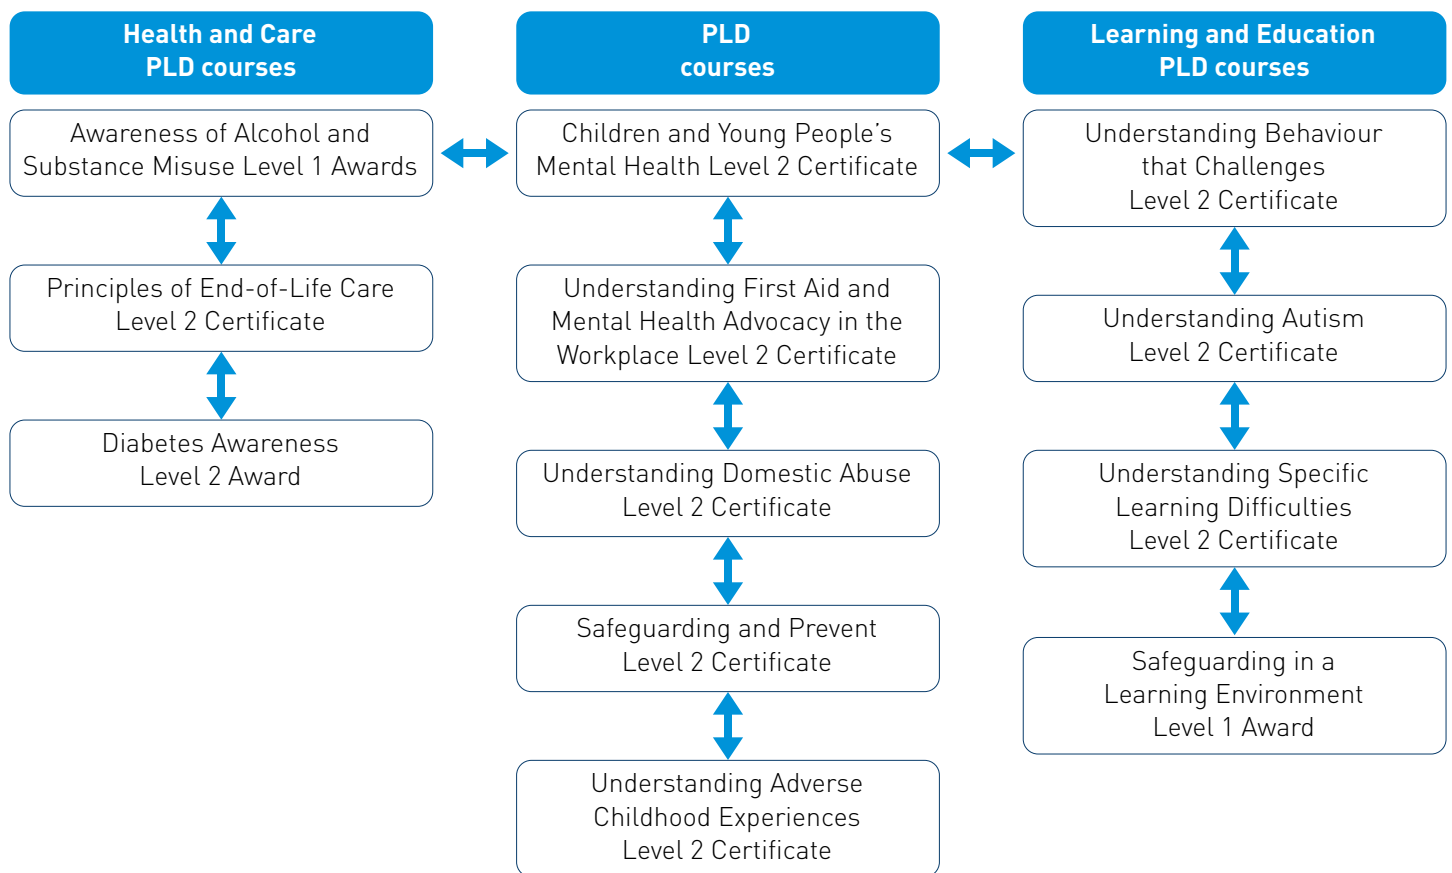 Health and Care
PLD courses
Awareness of Alcohol and
Substance Misuse Level 1 Awards
Principles of End-of-Life Care
Level 2 Certificate
Diabetes Awareness
Level 2 Award
PLD
courses
Children and Young People's
Mental Health Level 2 Certificate
Understanding First Aid and
Mental Health Advocacy in the
Workplace Level 2 Certificate
Understanding Domestic Abuse
Level 2 Certificate
Safeguarding and Prevent
Level 2 Certificate
Understanding Adverse
Childhood Experiences
Level 2 Certificate
Learning and Education
PLD courses
Understanding Behaviour
that Challenges
Level 2 Certificate
Understanding Autism
Level 2 Certificate
Understanding Specific
Learning Difficulties
Level 2 Certificate
Safeguarding in a
Learning Environment
Level 1 Award